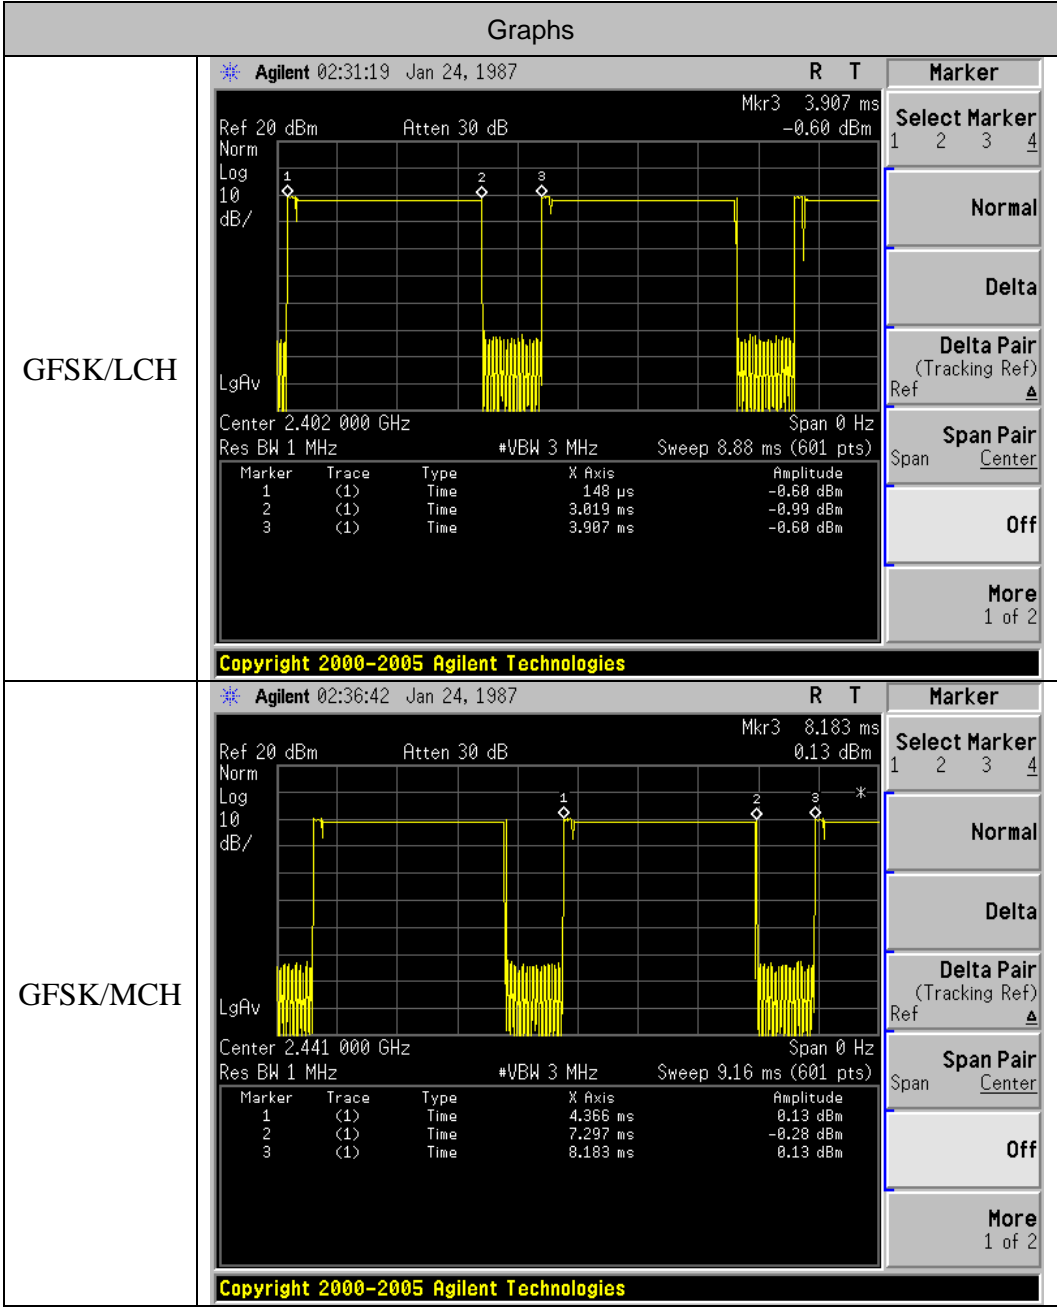 Graphs
GFSK/LCH
Agilent 02:31:19 Jan 24, 1987 R T
Mkr3 3.907 ms
Ref 20 dBm Atten 30 dB -0.60 dBm
Norm
Log
10
dB/
1 2 3
LgAv
Center 2.402 000 GHz Span 0 Hz
Res BW 1 MHz #VBW 3 MHz Sweep 8.88 ms (601 pts)
Marker Trace Type X Axis Amplitude
1 (1) Time 148 µs -0.60 dBm
2 (1) Time 3.019 ms -0.99 dBm
3 (1) Time 3.907 ms -0.60 dBm
Copyright 2000-2005 Agilent Technologies
Marker
Select Marker
1 2 3 4
Normal
Delta
Delta Pair
(Tracking Ref)
Ref Δ
Span Pair
Span Center
Off
More
1 of 2
GFSK/MCH
Agilent 02:36:42 Jan 24, 1987 R T
Mkr3 8.183 ms
Ref 20 dBm Atten 30 dB 0.13 dBm
Norm
Log
10
dB/
1 2 3 *
LgAv
Center 2.441 000 GHz Span 0 Hz
Res BW 1 MHz #VBW 3 MHz Sweep 9.16 ms (601 pts)
Marker Trace Type X Axis Amplitude
1 (1) Time 4.366 ms 0.13 dBm
2 (1) Time 7.297 ms -0.28 dBm
3 (1) Time 8.183 ms 0.13 dBm
Copyright 2000-2005 Agilent Technologies
Marker
Select Marker
1 2 3 4
Normal
Delta
Delta Pair
(Tracking Ref)
Ref Δ
Span Pair
Span Center
Off
More
1 of 2